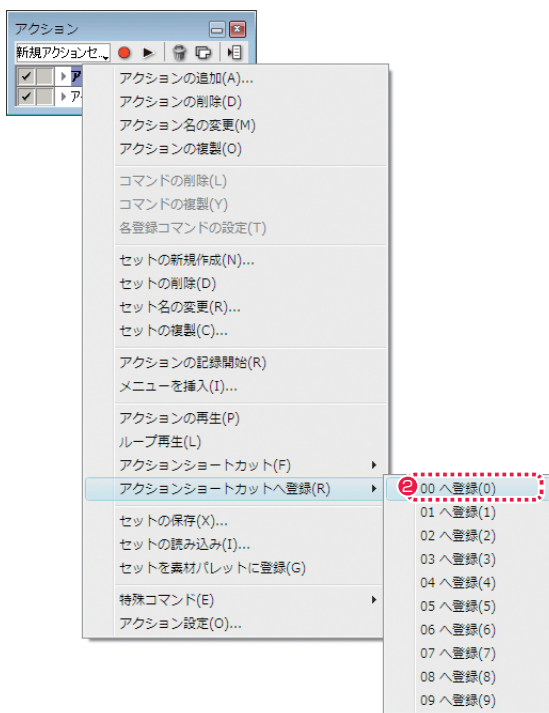 アクション
新規アクションセ...
ア
ア
アクションの追加(A)...
アクションの削除(D)
アクション名の変更(M)
アクションの複製(O)
コマンドの削除(L)
コマンドの複製(Y)
各登録コマンドの設定(T)
セットの新規作成(N)...
セットの削除(D)
セット名の変更(R)...
セットの複製(C)...
アクションの記録開始(R)
メニューを挿入(I)...
アクションの再生(P)
ループ再生(L)
アクションショートカット(F)
アクションショートカットへ登録(R)
セットの保存(X)...
セットの読み込み(I)...
セットを素材パレットに登録(G)
特殊コマンド(E)
アクション設定(O)...
2 00 へ登録(0)
01 へ登録(1)
02 へ登録(2)
03 へ登録(3)
04 へ登録(4)
05 へ登録(5)
06 へ登録(6)
07 へ登録(7)
08 へ登録(8)
09 へ登録(9)